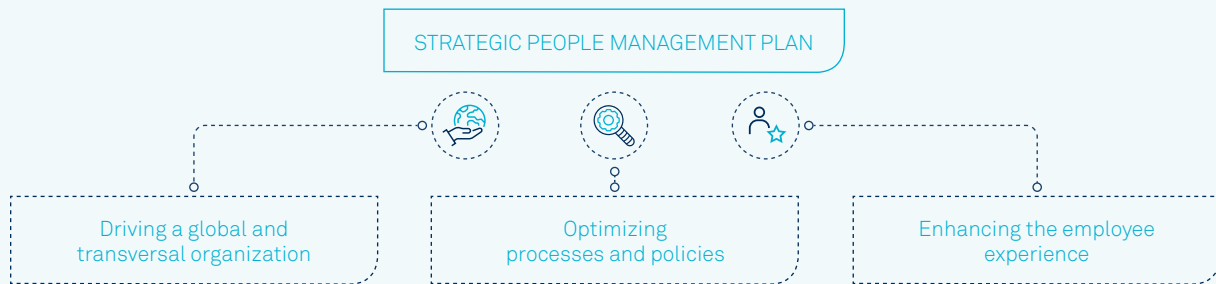 STRATEGIC PEOPLE MANAGEMENT PLAN
Driving a global and
transversal organization
Optimizing
processes and policies
Enhancing the employee
experience